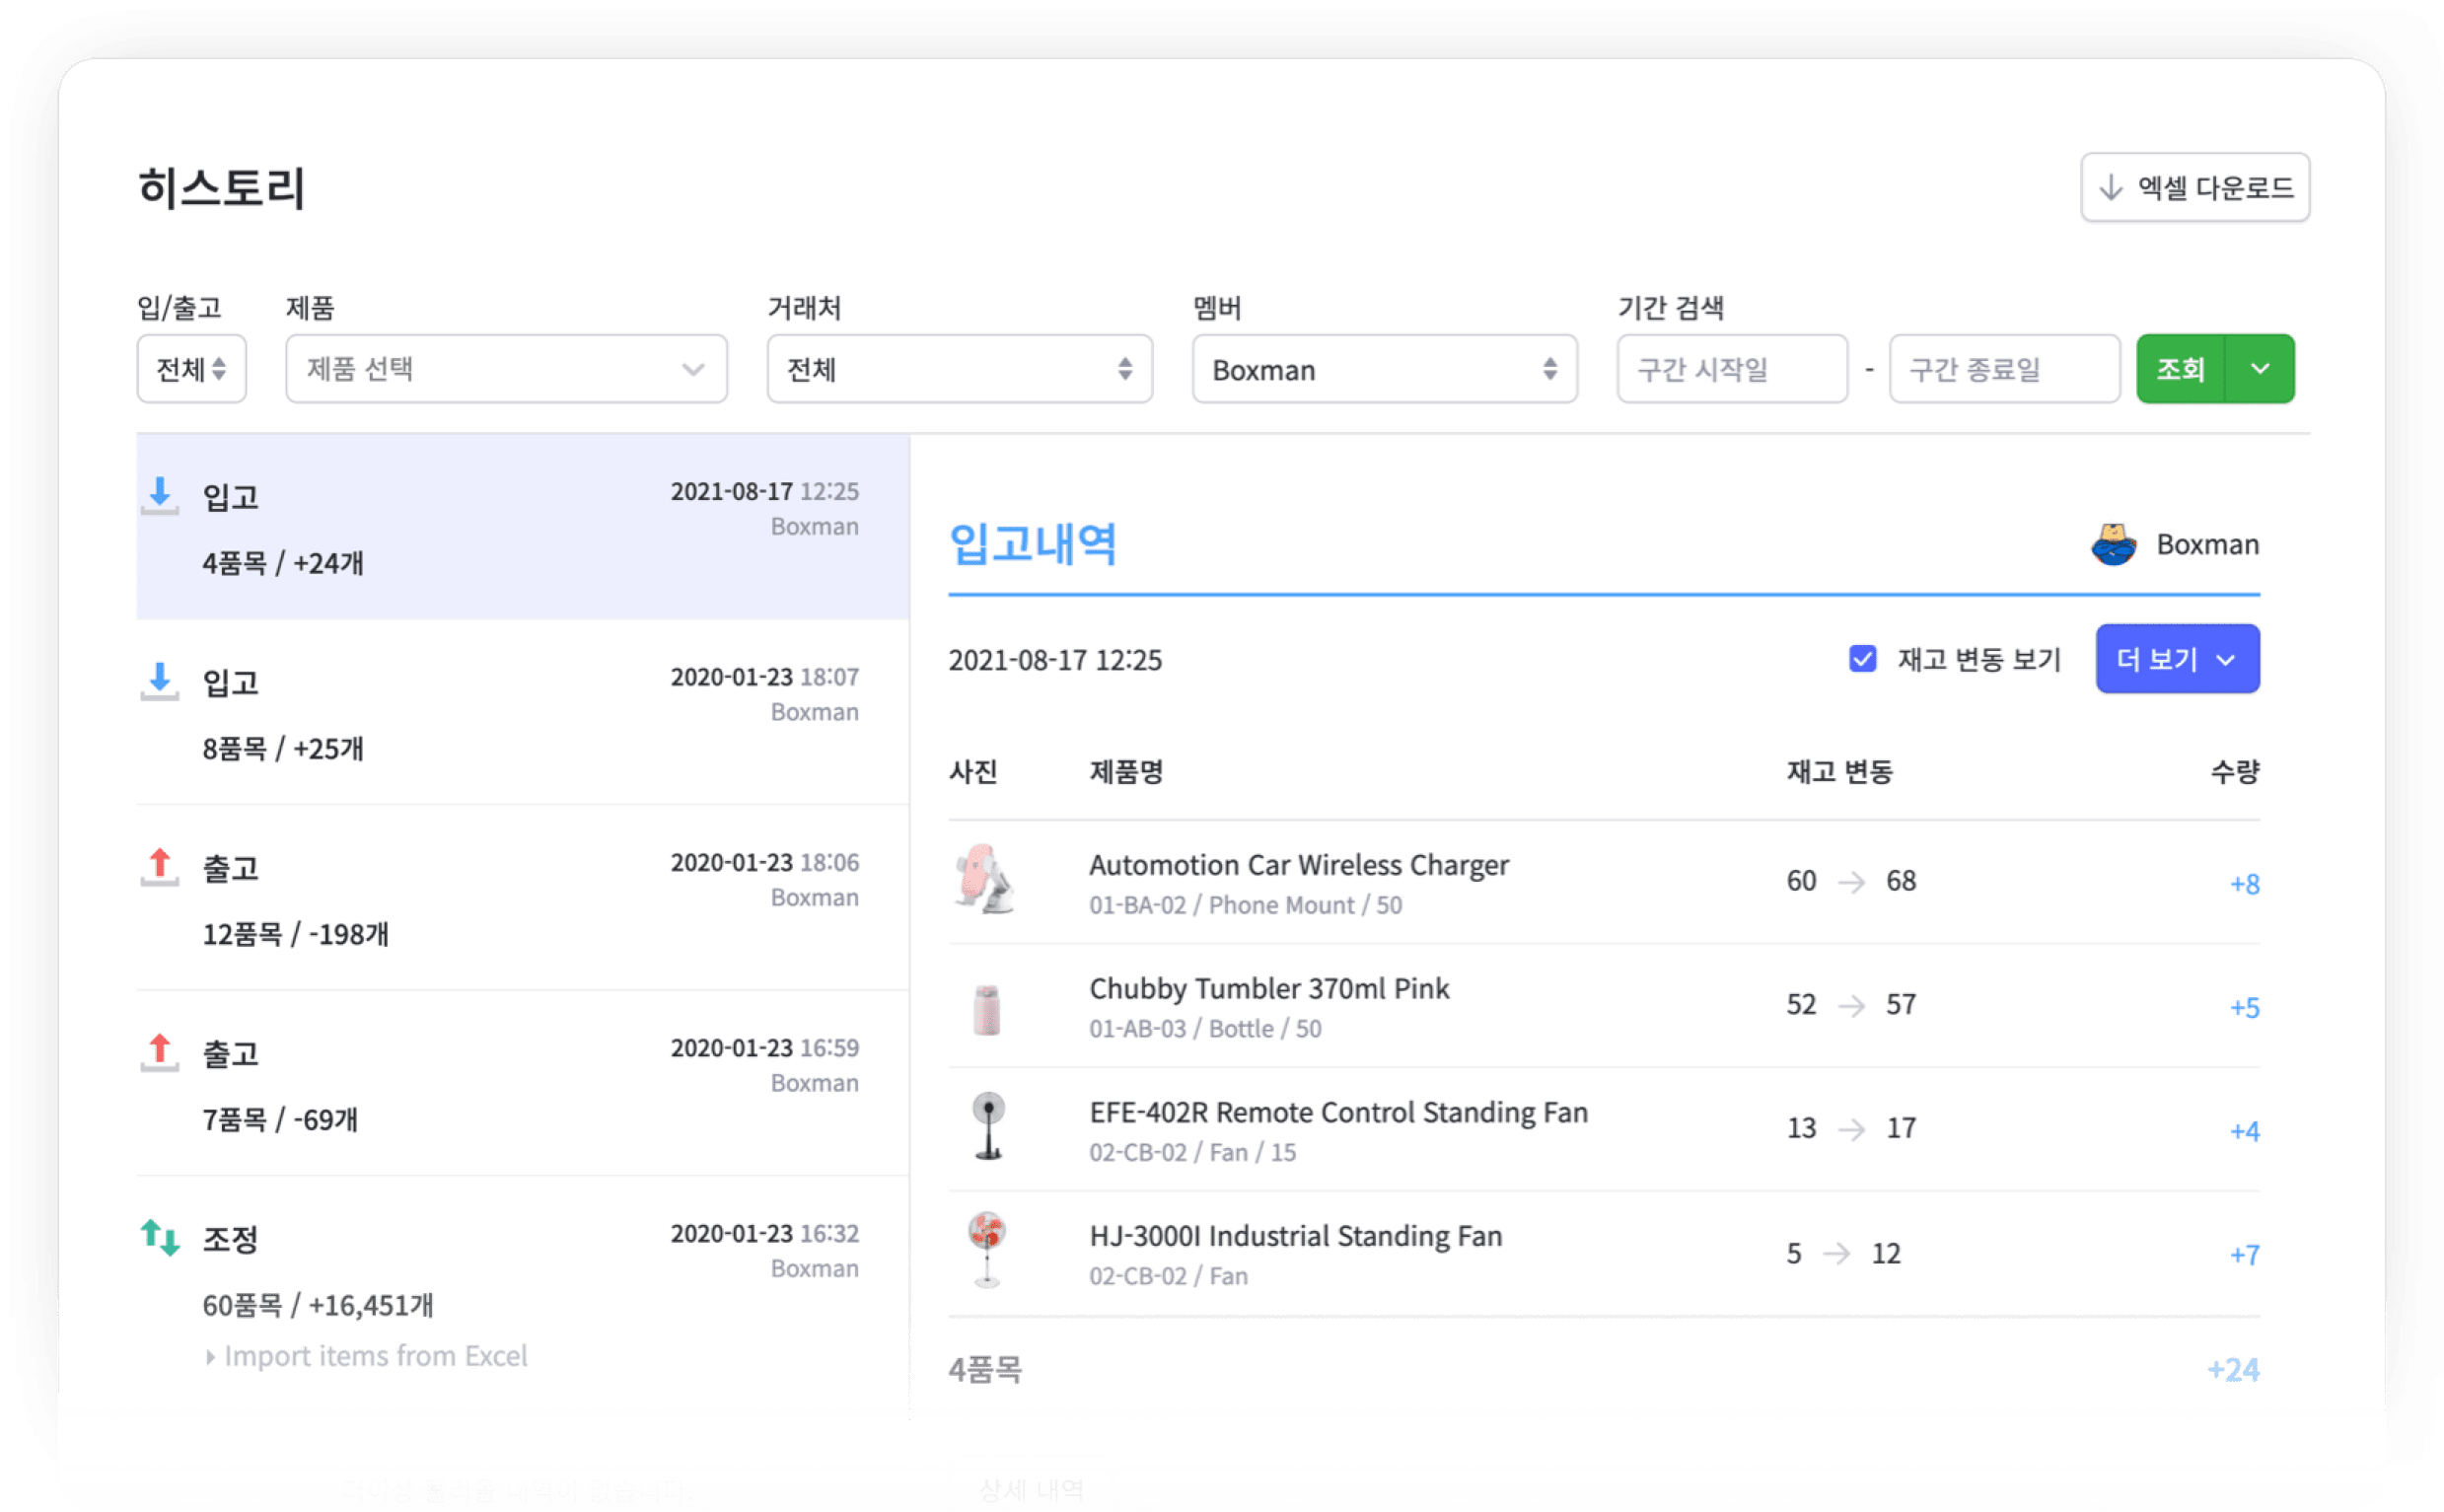 히스토리
엑셀 다운로드
입/출고
제품
거래처
멤버
기간 검색
전체
제품 선택
전체
Boxman
구간 시작일
-
구간 종료일
조회
입고
2021-08-17 12:25
Boxman
4품목 / +24개
입고
2020-01-23 18:07
Boxman
8품목 / +25개
출고
2020-01-23 18:06
Boxman
12품목 / -198개
출고
2020-01-23 16:59
Boxman
7품목 / -69개
조정
2020-01-23 16:32
Boxman
60품목 / +16,451개
Import items from Excel
입고내역
Boxman
2021-08-17 12:25
재고 변동 보기
더 보기
사진 제품명 재고 변동 수량
Automotion Car Wireless Charger
01-BA-02 / Phone Mount / 50
60 → 68
+8
Chubby Tumbler 370ml Pink
01-AB-03 / Bottle / 50
52 → 57
+5
EFE-402R Remote Control Standing Fan
02-CB-02 / Fan / 15
13 → 17
+4
HJ-3000I Industrial Standing Fan
02-CB-02 / Fan
5 → 12
+7
4품목
+24
상세 내역